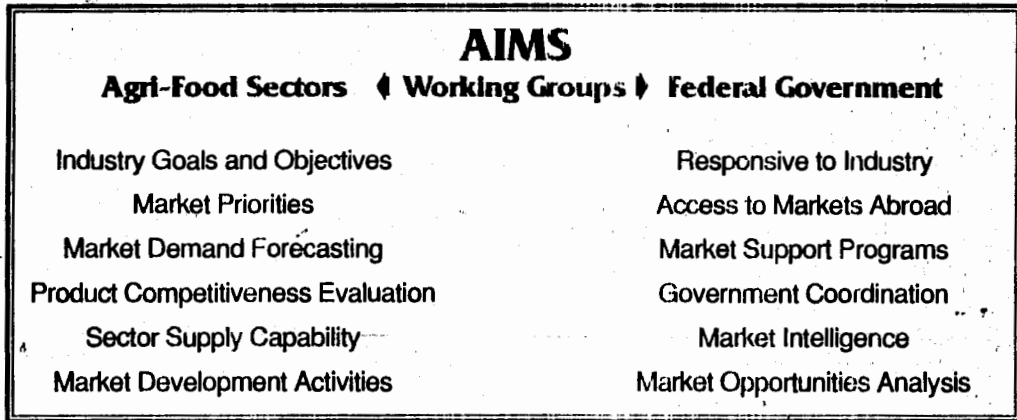 AIMS
Agri-Food Sectors ◖ Working Groups ◗ Federal Government
Industry Goals and Objectives
Market Priorities
Market Demand Forecasting
Product Competitiveness Evaluation
Sector Supply Capability
Market Development Activities
Responsive to Industry
Access to Markets Abroad
Market Support Programs
Government Coordination
Market Intelligence
Market Opportunities Analysis